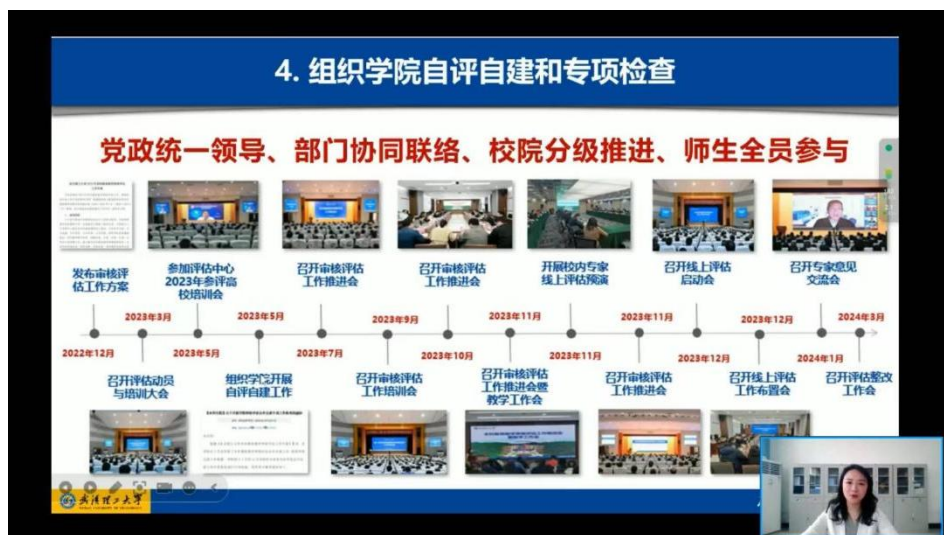 4. 组织学院自评自建和专项检查
党政统一领导、部门协同联络、校院分级推进、师生全员参与
发布审核评
估工作方案
参加评估中心
2023年参评高
校培训会
召开审核评估
工作推进会
召开审核评估
工作推进会
开展校内专家
线上评估预演
召开线上评估
启动会
召开专家意见
交流会
2023年3月
2023年5月
2023年9月
2023年11月
2023年11月
2023年12月
2024年3月
2022年12月
2023年5月
2023年7月
2023年10月
2023年11月
2023年12月
2024年1月
召开评估动员
与培训大会
组织学院开展
自评自建工作
召开审核评估
工作培训会
召开审核评估
工作推进会暨
教学工作会
召开审核评估
工作推进会
召开线上评估
工作布置会
召开评估整改
工作会
武汉理工大学